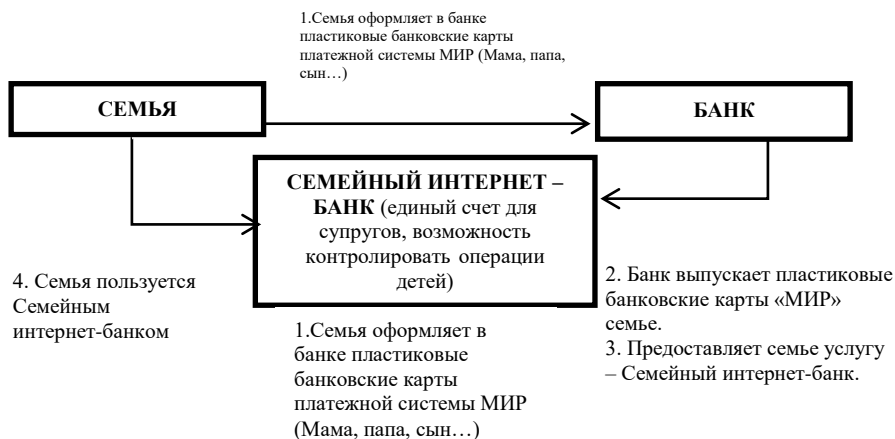 1.Семья оформляет в банке
пластиковые банковские карты
платежной системы МИР (Мама, папа,
сын…)
СЕМЬЯ
БАНК
СЕМЕЙНЫЙ ИНТЕРНЕТ –
БАНК (единый счет для
супругов, возможность
контролировать операции
детей)
4. Семья пользуется
Семейным
интернет-банком
2. Банк выпускает пластиковые
банковские карты «МИР»
семье.
3. Предоставляет семье услугу
– Семейный интернет-банк.
1.Семья оформляет в
банке пластиковые
банковские карты
платежной системы МИР
(Мама, папа, сын…)